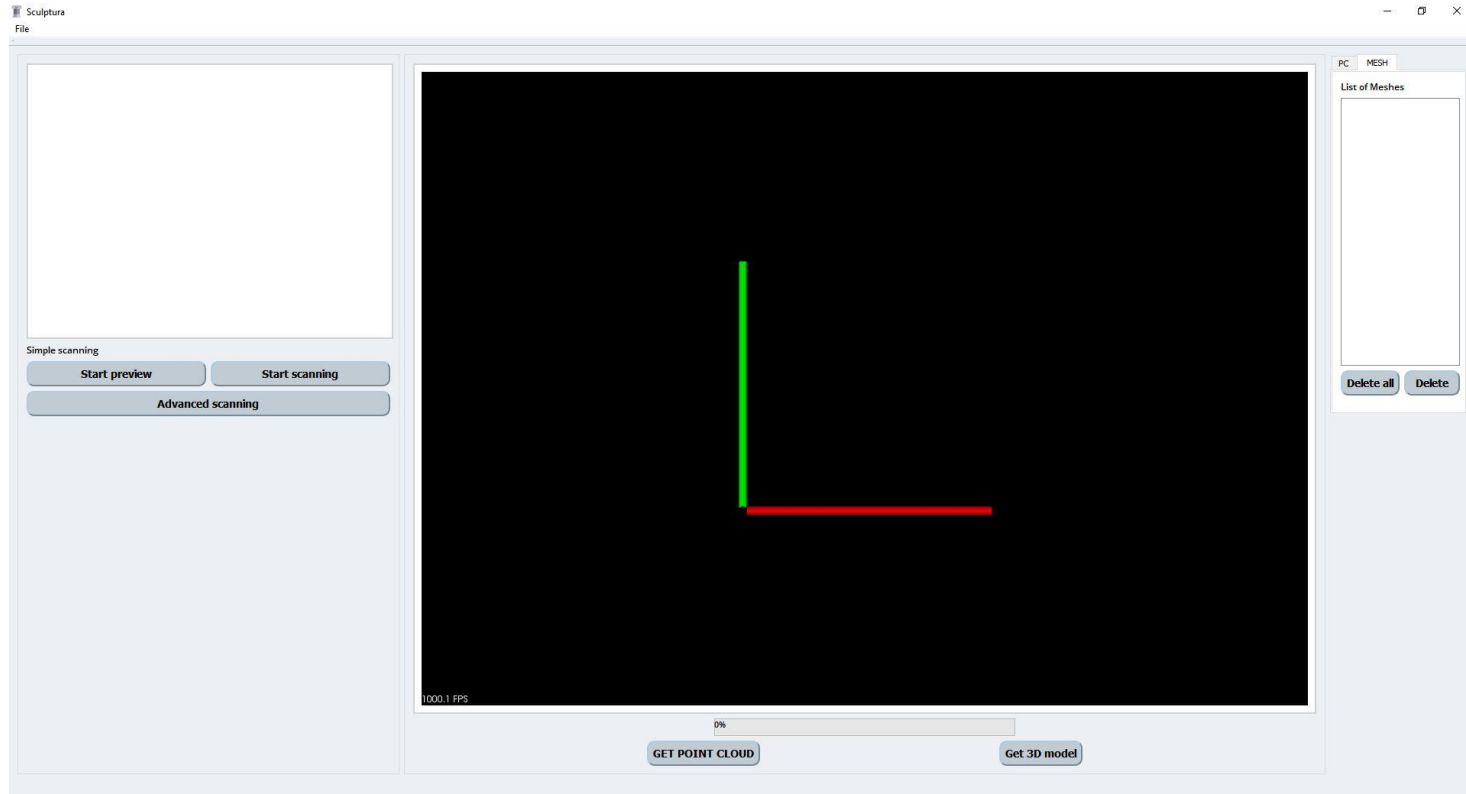 Sculptura
File
Simple scanning
Start preview
Start scanning
Advanced scanning
1000.1 FPS
0%
GET POINT CLOUD
Get 3D model
PC
MESH
List of Meshes
Delete all
Delete